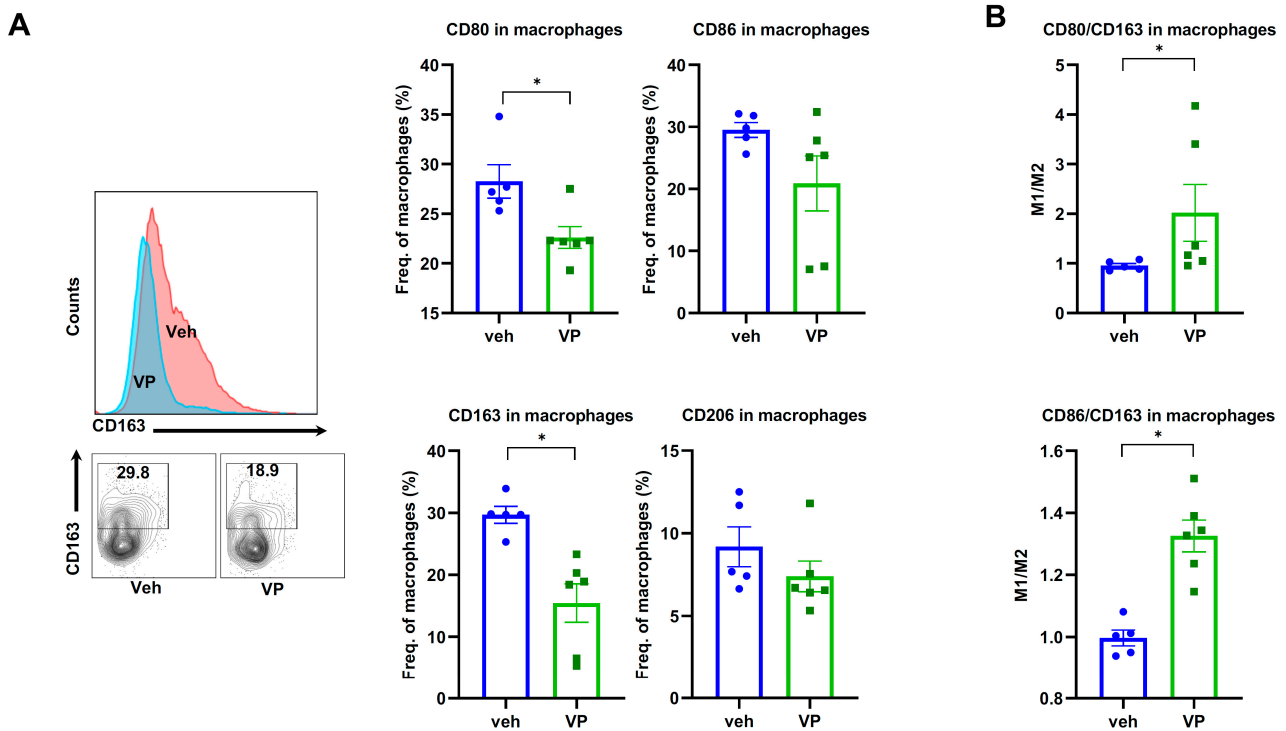 A
CD80 in macrophages
CD86 in macrophages
B
CD80/CD163 in macrophages
Freq. of macrophages (%)
40
35
30
25
20
15
*
veh
VP
Freq. of macrophages (%)
40
30
20
10
0
veh
VP
M1/M2
5
4
3
2
1
0
*
veh
VP
Counts
Veh
VP
CD163
CD163
29.8
18.9
Veh
VP
CD163 in macrophages
CD206 in macrophages
CD86/CD163 in macrophages
Freq. of macrophages (%)
40
30
20
10
0
*
veh
VP
Freq. of macrophages (%)
15
10
5
0
veh
VP
M1/M2
1.6
1.4
1.2
1.0
0.8
*
veh
VP